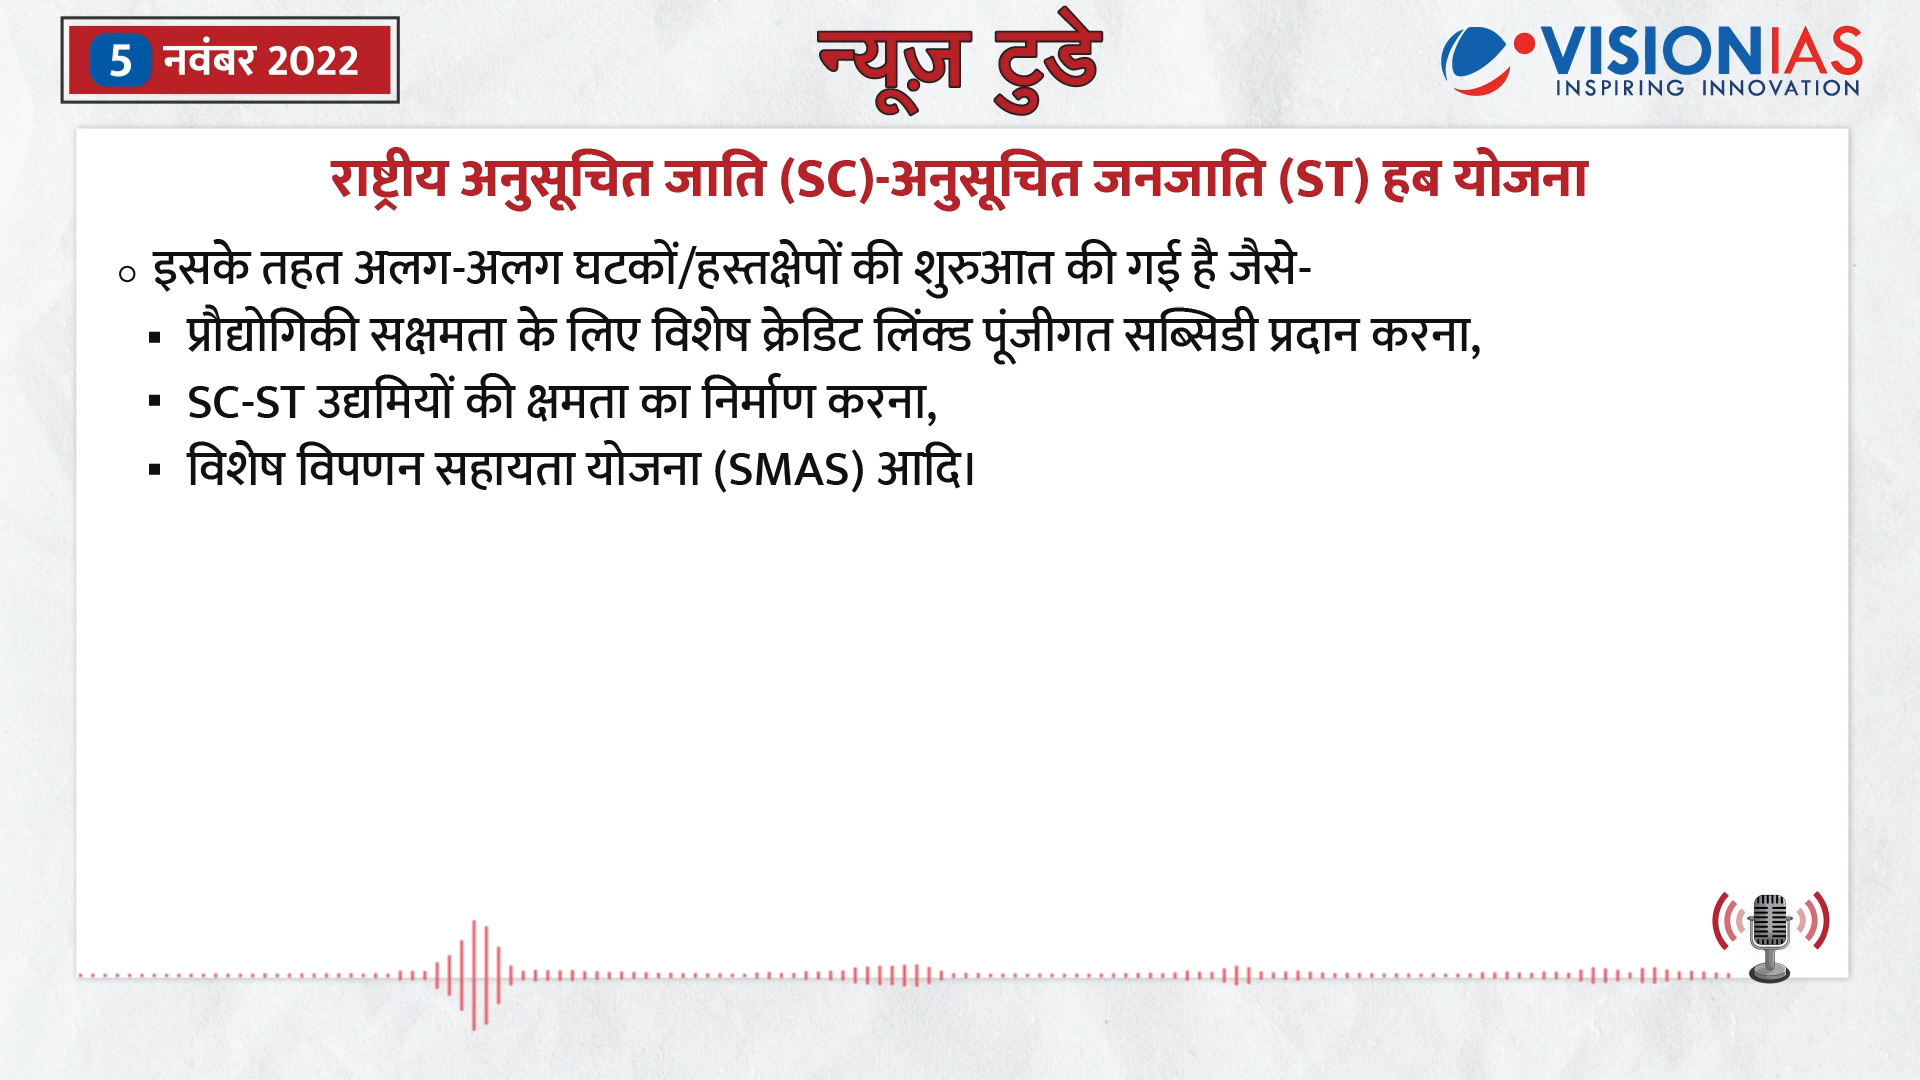 5 नवंबर 2022
न्यूज़ टुडे
VISIONIAS
INSPIRING INNOVATION
राष्ट्रीय अनुसूचित जाति (SC)-अनुसूचित जनजाति (ST) हब योजना
○ इसके तहत अलग-अलग घटकों/हस्तक्षेपों की शुरुआत की गई है जैसे-
▪ प्रौद्योगिकी सक्षमता के लिए विशेष क्रेडिट लिंक्ड पूंजीगत सब्सिडी प्रदान करना,
▪ SC-ST उद्यमियों की क्षमता का निर्माण करना,
▪ विशेष विपणन सहायता योजना (SMAS) आदि।